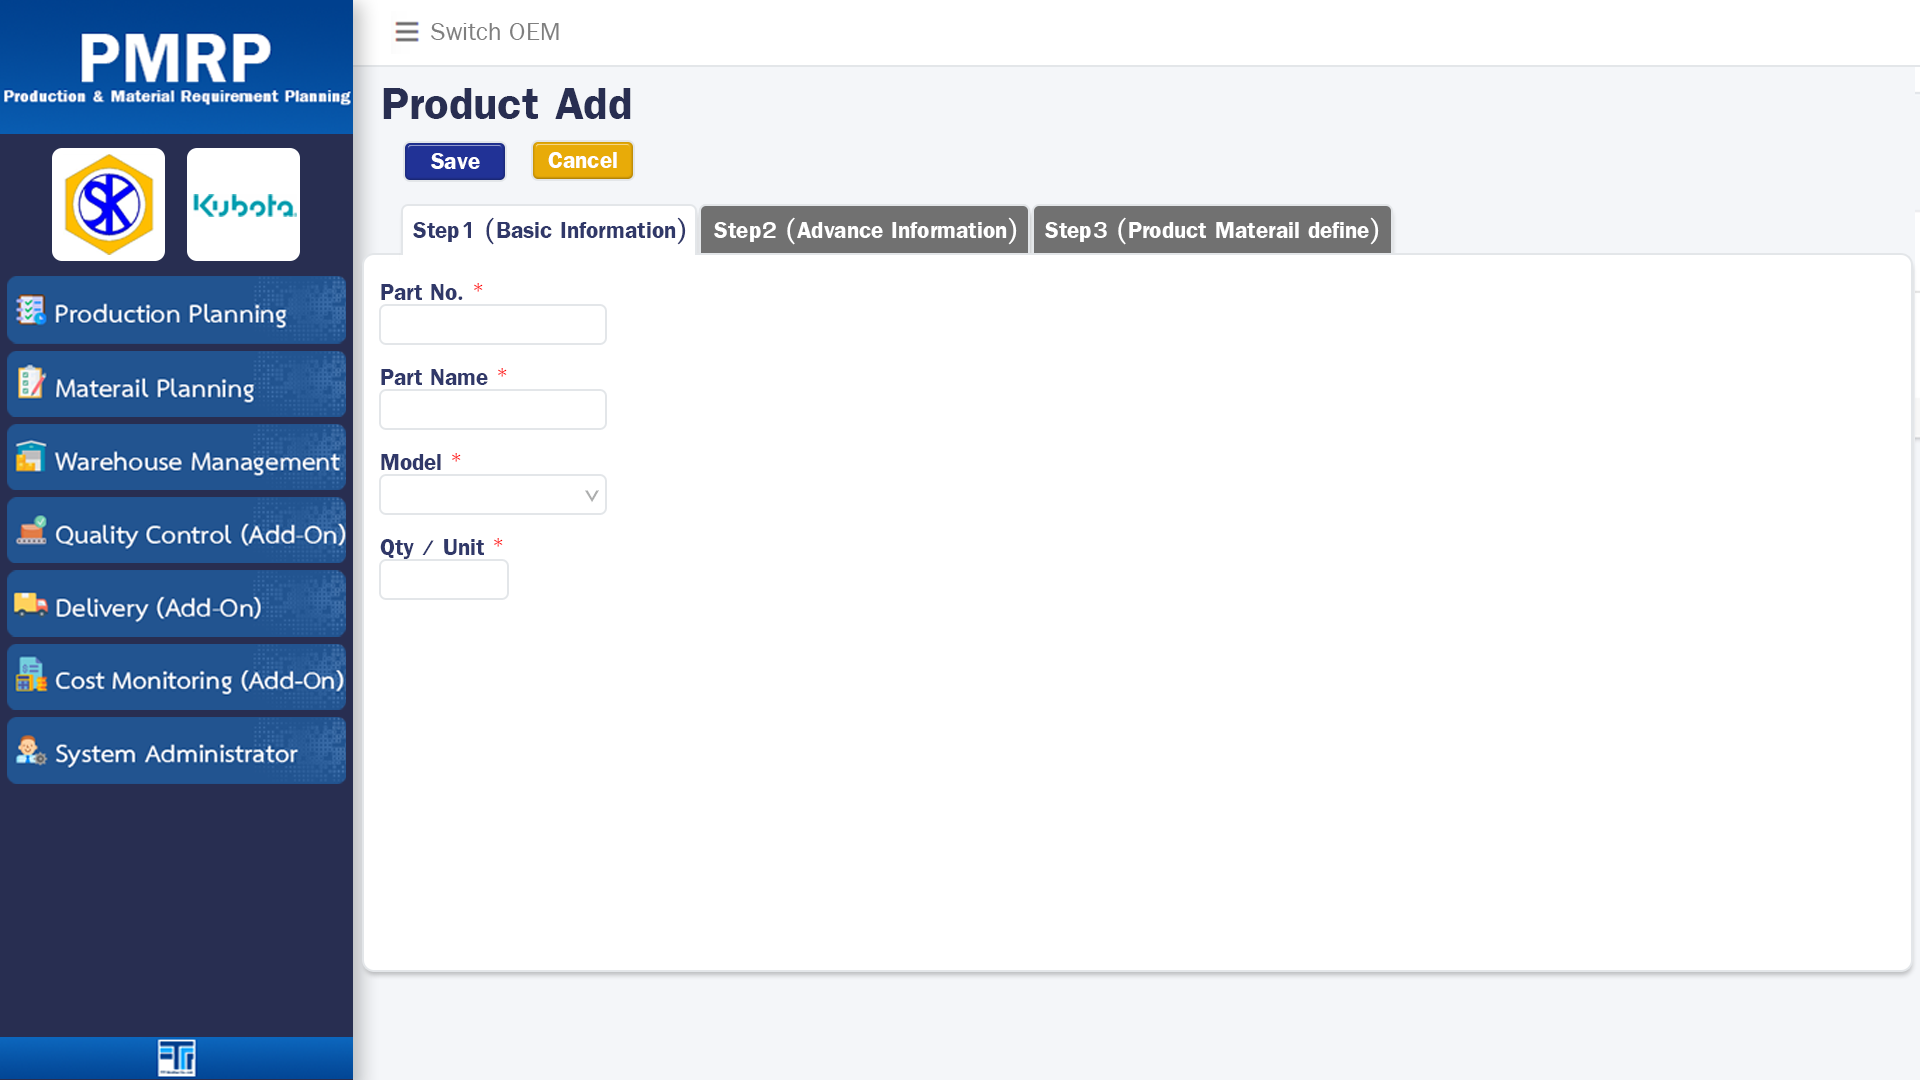 PMRP
Production & Material Requirement Planning
SK
Kubota
Production Planning
Materail Planning
Warehouse Management
Quality Control (Add-On)
Delivery (Add-On)
Cost Monitoring (Add-On)
System Administrator
Switch OEM
Product Add
Save
Cancel
Step1 (Basic Information)
Step2 (Advance Information)
Step3 (Product Materail define)
Part No. *
Part Name *
Model *
Qty / Unit *